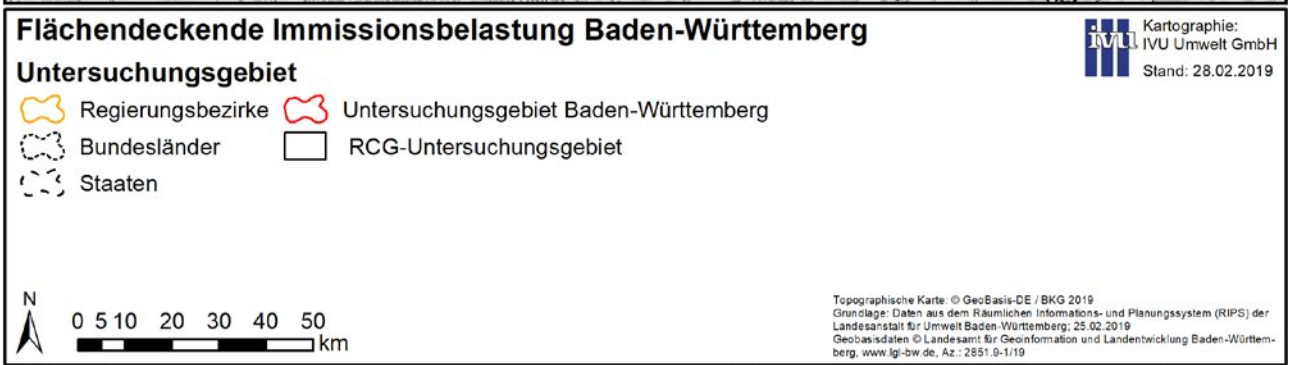 Flächendeckende Immissionsbelastung Baden-Württemberg
ivu
Kartographie:
IVU Umwelt GmbH
Stand: 28.02.2019
Untersuchungsgebiet
Regierungsbezirke Untersuchungsgebiet Baden-Württemberg
Bundesländer RCG-Untersuchungsgebiet
Staaten
N
0 5 10 20 30 40 50
km
Topographische Karte: © GeoBasis-DE / BKG 2019
Grundlage: Daten aus dem Räumlichen Informations- und Planungssystem (RIPS) der
Landesanstalt für Umwelt Baden-Württemberg; 25.02.2019
Geobasisdaten © Landesamt für Geoinformation und Landentwicklung Baden-Württem-
berg, www.lgl-bw.de, Az.: 2851.9-1/19